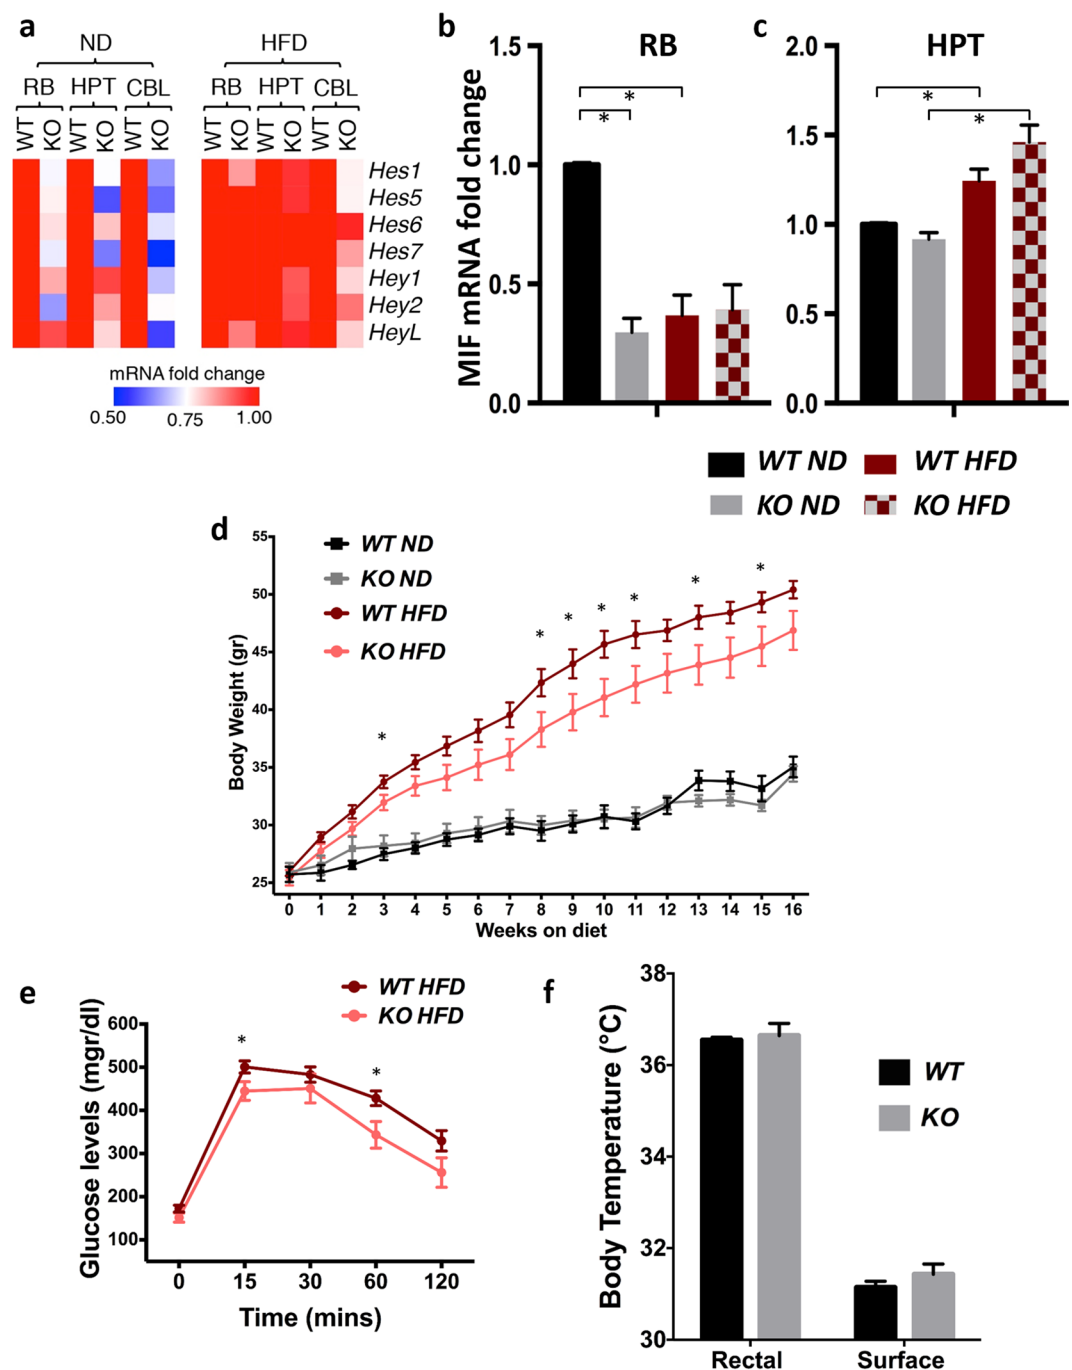 a
ND
HFD
RB HPT CBL
RB HPT CBL
WT KO WT KO WT KO
WT KO WT KO WT KO
Hes1
Hes5
Hes6
Hes7
Hey1
Hey2
HeyL
mRNA fold change
0.50 0.75 1.00
b
RB
MIF mRNA fold change
1.5
1.0
0.5
0.0
*
*
c
HPT
2.0
1.5
1.0
0.5
0.0
*
*
WT ND
WT HFD
KO ND
KO HFD
d
WT ND
KO ND
WT HFD
KO HFD
Body Weight (gr)
55
50
45
40
35
30
25
* * * * * * *
0 1 2 3 4 5 6 7 8 9 10 11 12 13 14 15 16
Weeks on diet
e
WT HFD
KO HFD
Glucose levels (mgr/dl)
600
500
400
300
200
100
* *
0 15 30 60 120
Time (mins)
f
Body Temperature (°C)
38
36
34
32
30
WT
KO
Rectal Surface